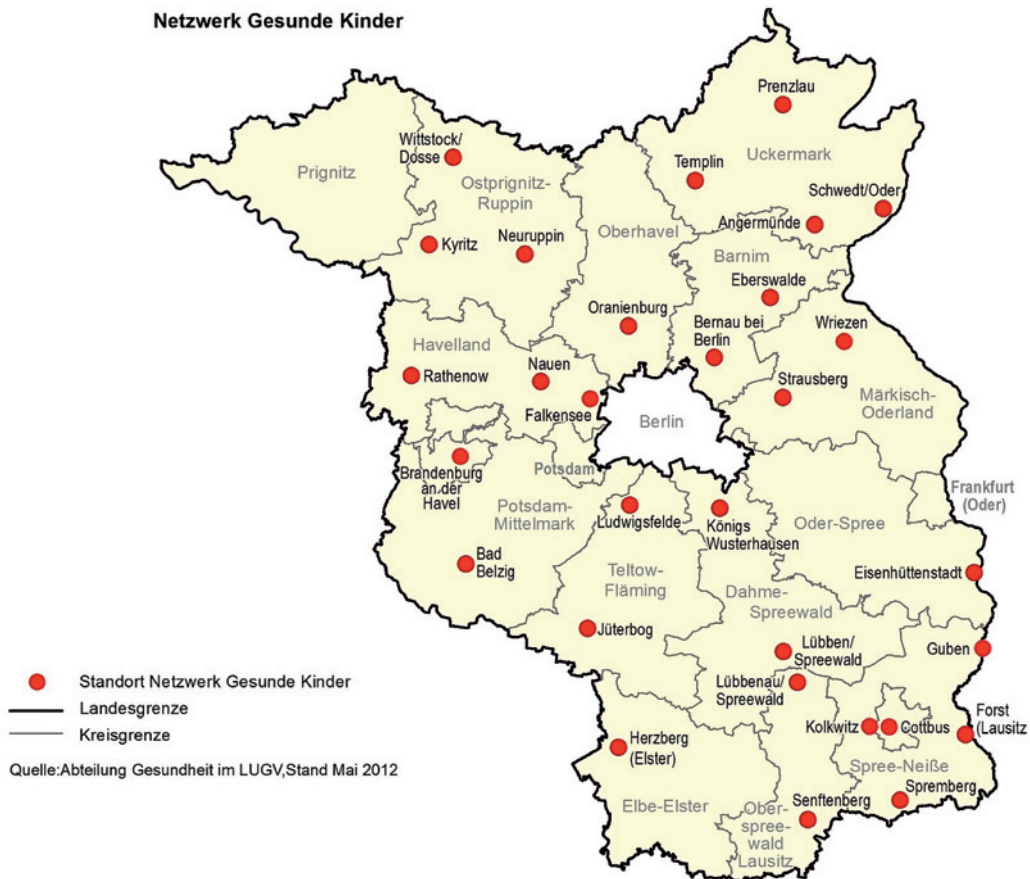 Netzwerk Gesunde Kinder
Prenzlau
Wittstock/
Dosse
Uckermark
Prignitz
Templin
Ostprignitz-
Ruppin
Schwedt/Oder
Angermünde
Oberhavel
Kyritz
Neuruppin
Barnim
Eberswalde
Oranienburg
Bernau bei
Berlin
Wriezen
Havelland
Nauen
Rathenow
Strausberg
Falkensee
Märkisch-
Oderland
Berlin
Brandenburg
an der
Havel
Potsdam
Frankfurt
(Oder)
Potsdam-
Mittelmark
Ludwigsfelde
Königs
Wusterhausen
Oder-Spree
Bad
Belzig
Teltow-
Fläming
Eisenhüttenstadt
Dahme-
Spreewald
Jüterbog
Lübben/
Spreewald
Guben
Lübbenau/
Spreewald
Kolkwitz
Cottbus
Forst
(Lausitz
Herzberg
(Elster)
Spree-Neiße
Elbe-Elster
Spremberg
Senftenberg
Ober-
spree-
wald
Lausitz
Standort Netzwerk Gesunde Kinder
Landesgrenze
Kreisgrenze
Quelle:Abteilung Gesundheit im LUGV,Stand Mai 2012